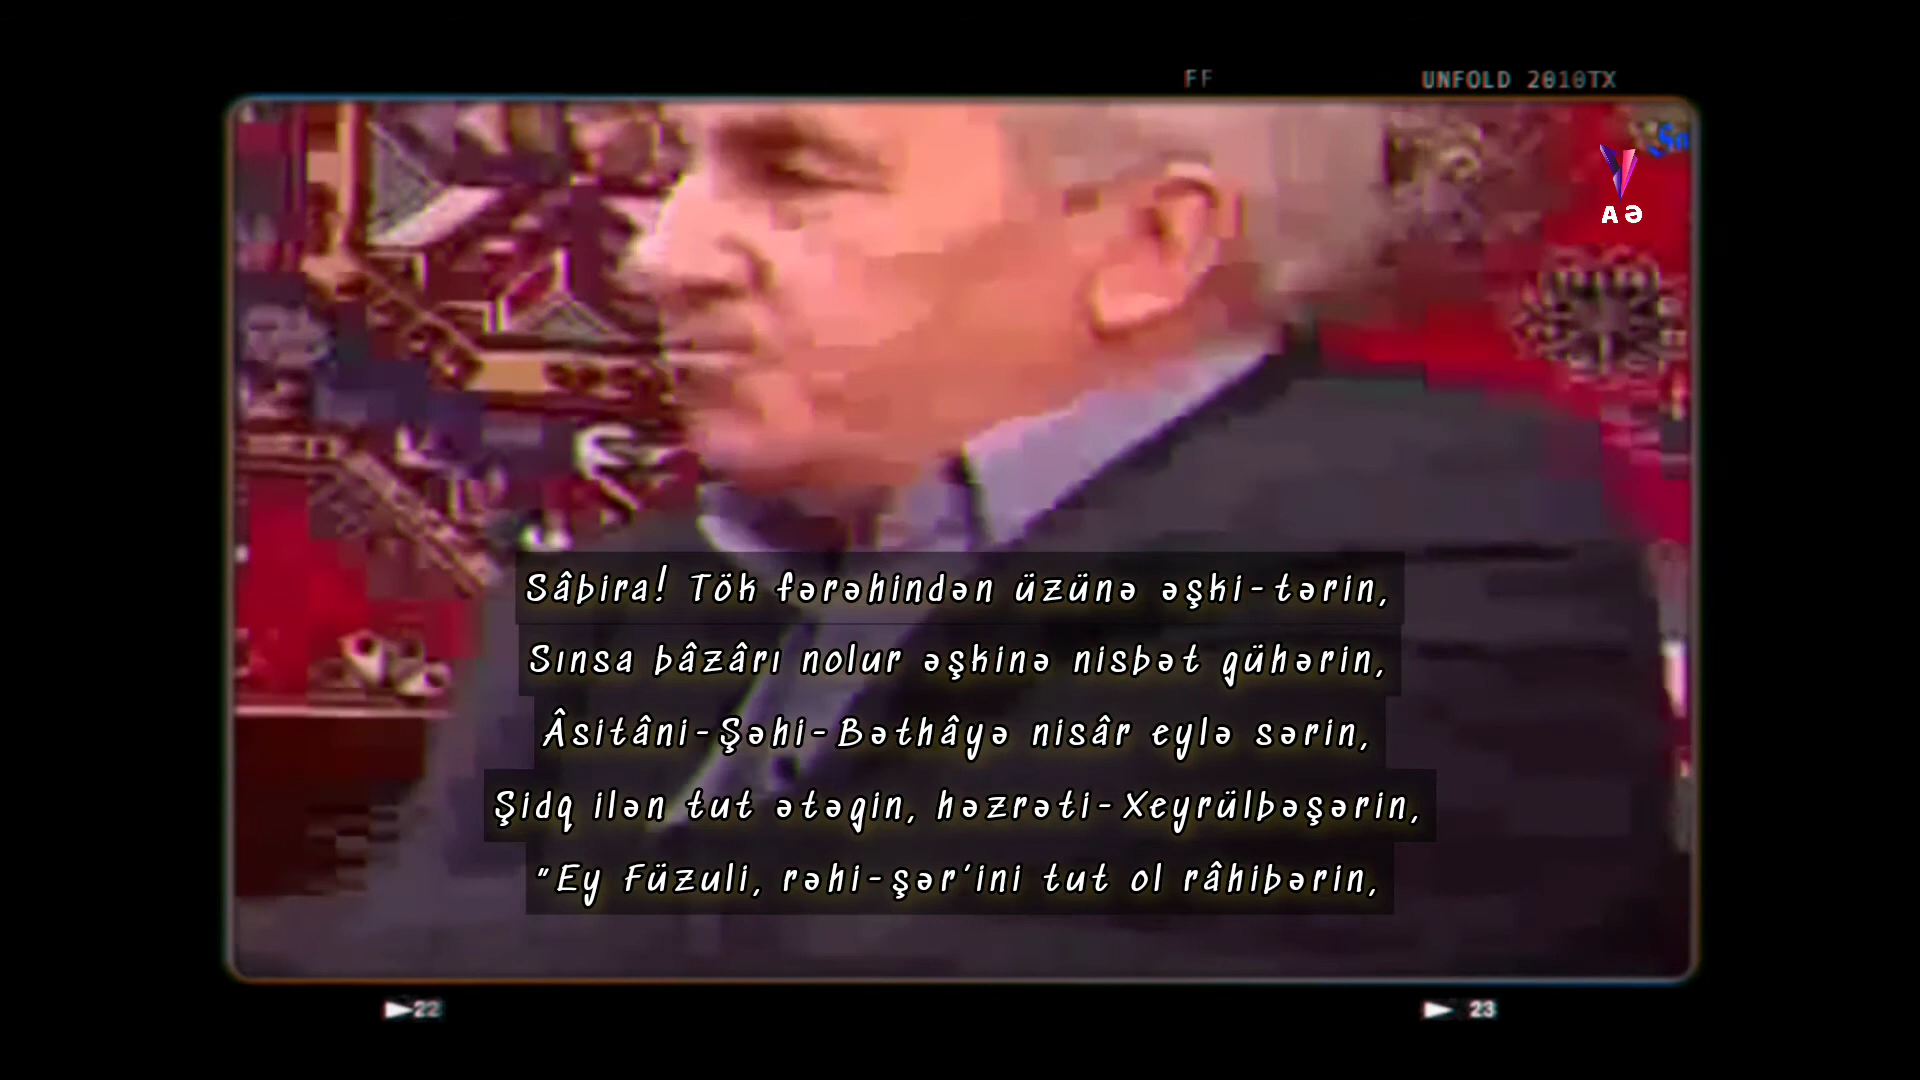 FF
UNFOLD 2010TX
Sa
A Ə
Sâbira! Tök fərəhindən üzünə əşki-tərin,
Sınsa bâzârı nolur əşkinə nisbət gühərin,
Âsitâni-Şəhi-Bəthâyə nisâr eylə sərin,
Şidq ilən tut ətəgin, həzrəti-Xeyrülbəşərin,
"Ey Füzuli, rəhi-şər'ini tut ol râhibərin,
22
23